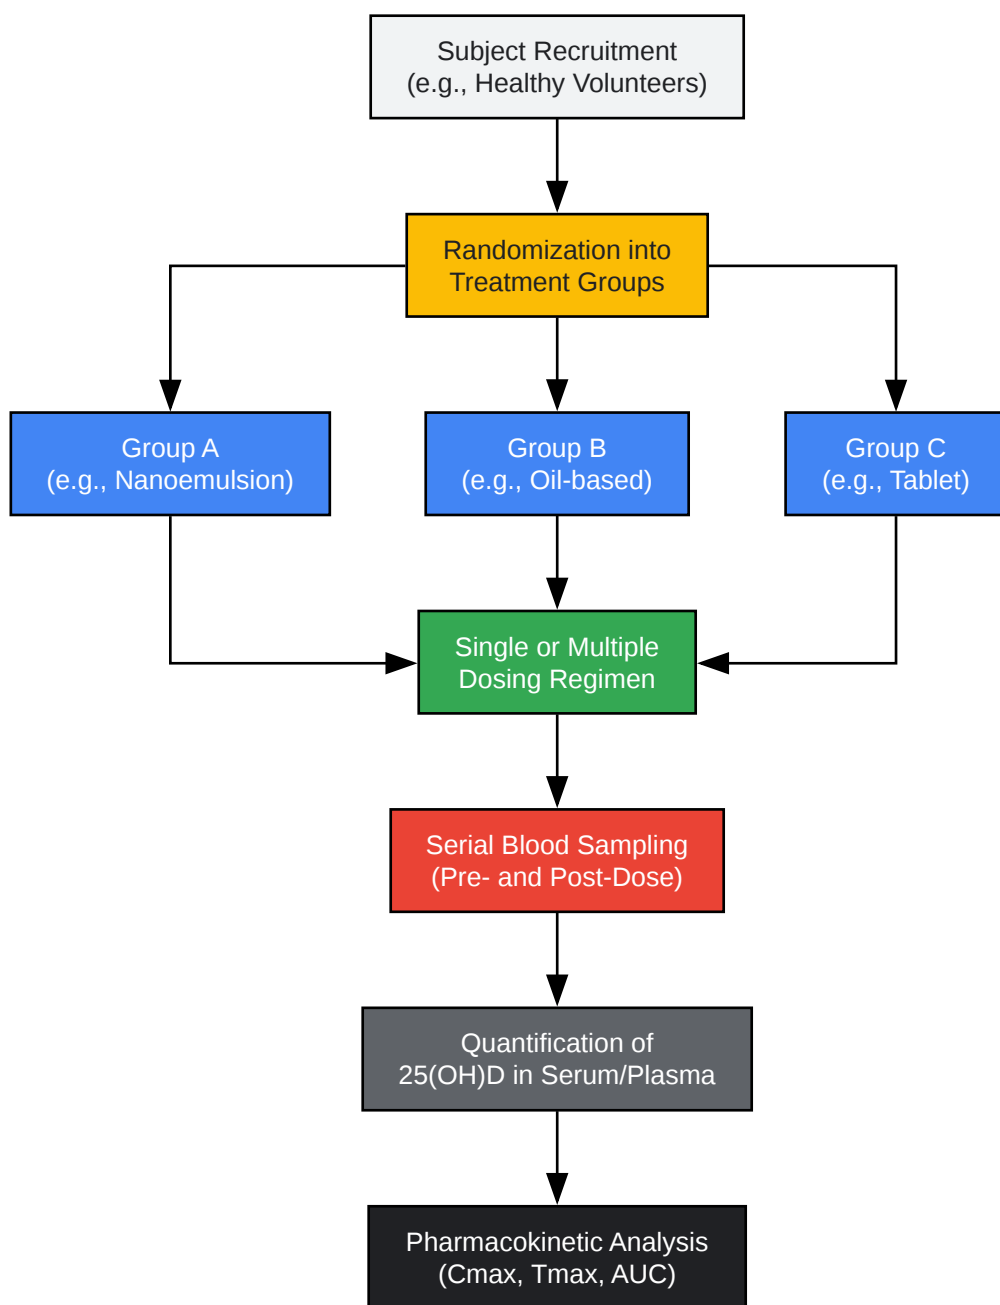 Subject Recruitment
(e.g., Healthy Volunteers)
Randomization into
Treatment Groups
Group A
(e.g., Nanoemulsion)
Group B
(e.g., Oil-based)
Group C
(e.g., Tablet)
Single or Multiple
Dosing Regimen
Serial Blood Sampling
(Pre- and Post-Dose)
Quantification of
25(OH)D in Serum/Plasma
Pharmacokinetic Analysis
(Cmax, Tmax, AUC)